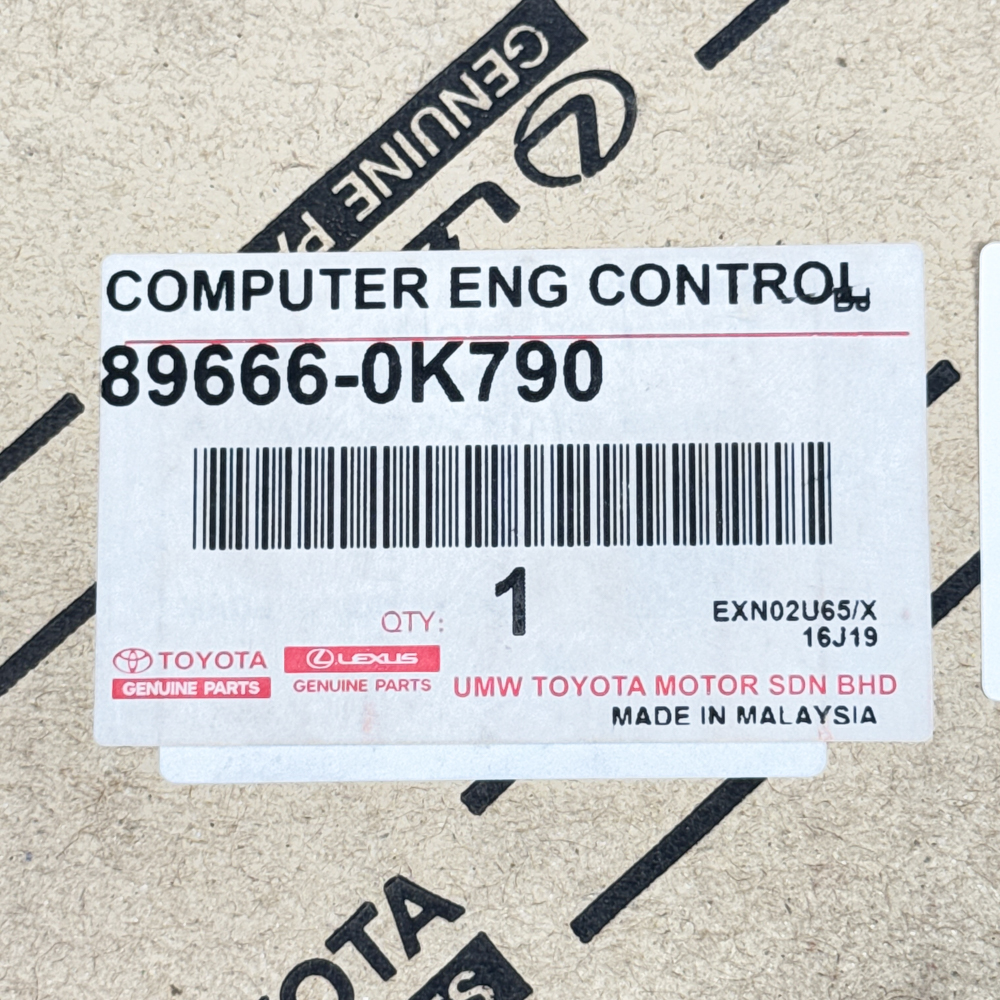 GENUINE PA
COMPUTER ENG CONTROL
89666-0K790
QTY: 1
EXN02U65/X
16J19
TOYOTA
GENUINE PARTS
LEXUS
GENUINE PARTS
UMW TOYOTA MOTOR SDN BHD
MADE IN MALAYSIA
OTA